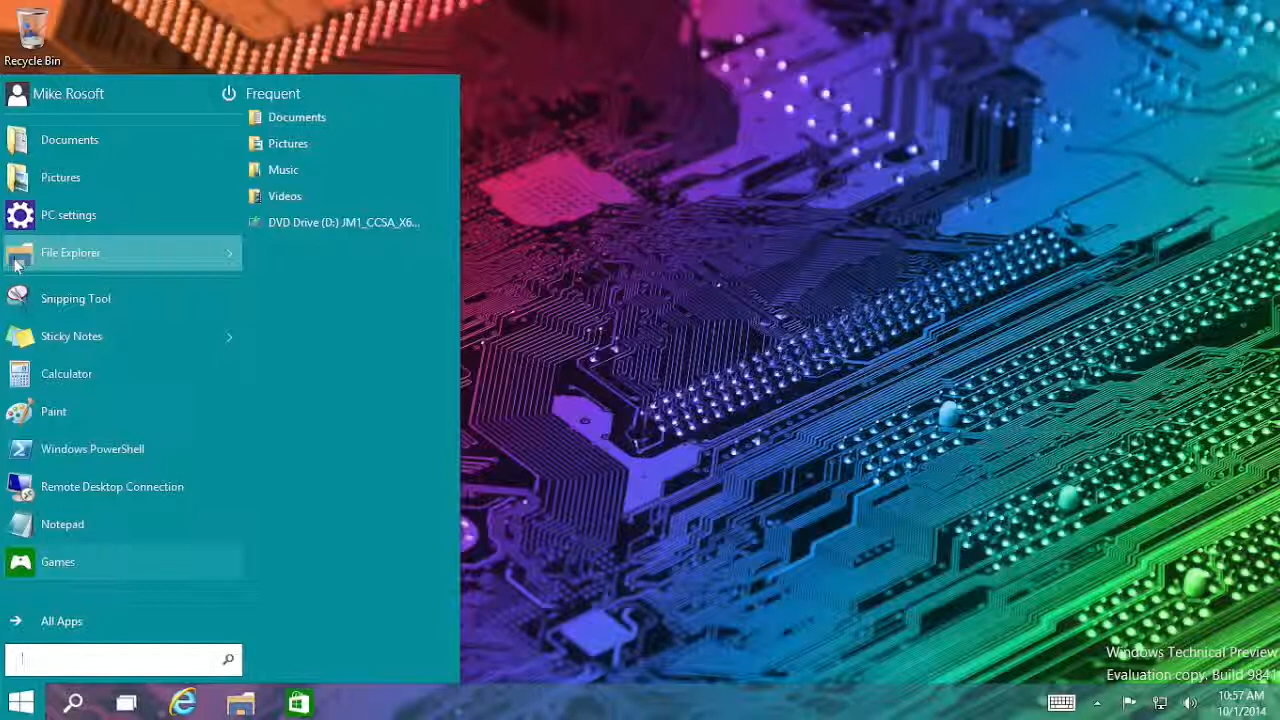 Recycle Bin
Mike Rosoft
Documents
Pictures
PC settings
File Explorer
Snipping Tool
Sticky Notes
Calculator
Paint
Windows PowerShell
Remote Desktop Connection
Notepad
Games
All Apps
Frequent
Documents
Pictures
Music
Videos
DVD Drive (D:) JM1_CCSA_X6...
Windows Technical Preview
Evaluation copy. Build 9841
10:57 AM
10/1/2014